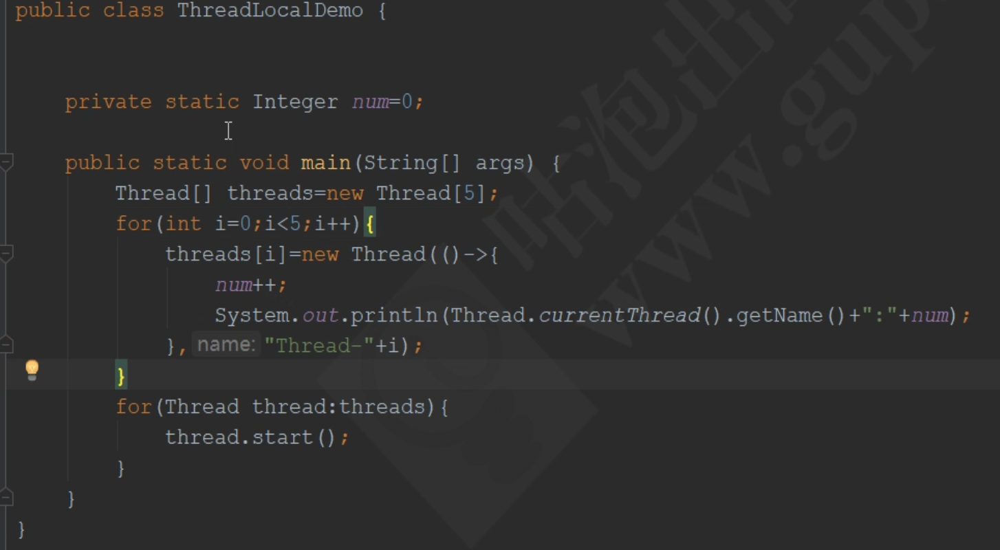 public class ThreadLocalDemo {
private static Integer num=0;
public static void main(String[] args) {
Thread[] threads=new Thread[5];
for(int i=0;i<5;i++){
threads[i]=new Thread(()->{
num++;
System.out.println(Thread.currentThread().getName()+":"+num);
}, name: "Thread-"+i);
}
for(Thread thread:threads){
thread.start();
}
}
}
www.gup